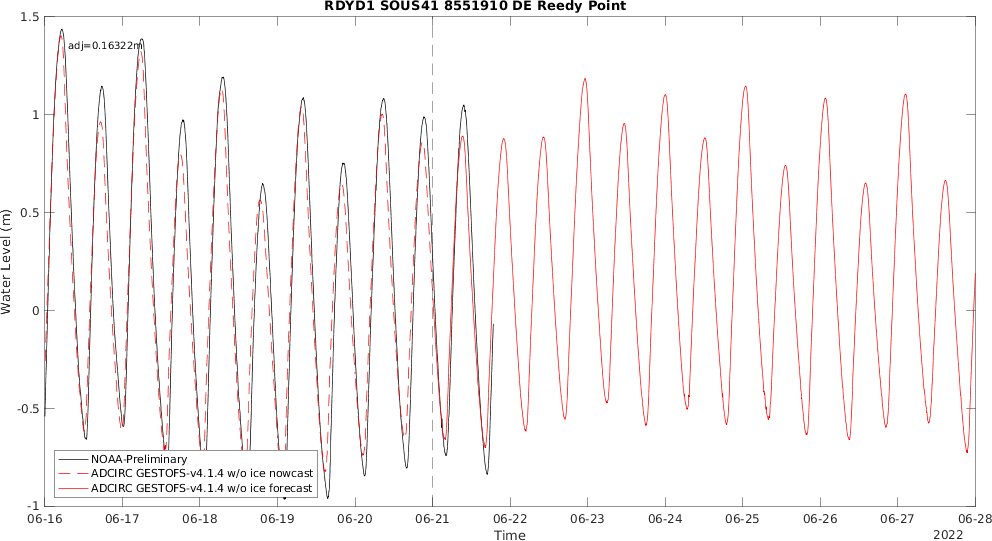 RDYD1 SOUS41 8551910 DE Reedy Point
adj=0.16322m
1.5
1
0.5
0
-0.5
-1
Water Level (m)
NOAA-Preliminary
ADCIRC GESTOFS-v4.1.4 w/o ice nowcast
ADCIRC GESTOFS-v4.1.4 w/o ice forecast
06-16 06-17 06-18 06-19 06-20 06-21 06-22 06-23 06-24 06-25 06-26 06-27 06-28
Time
2022